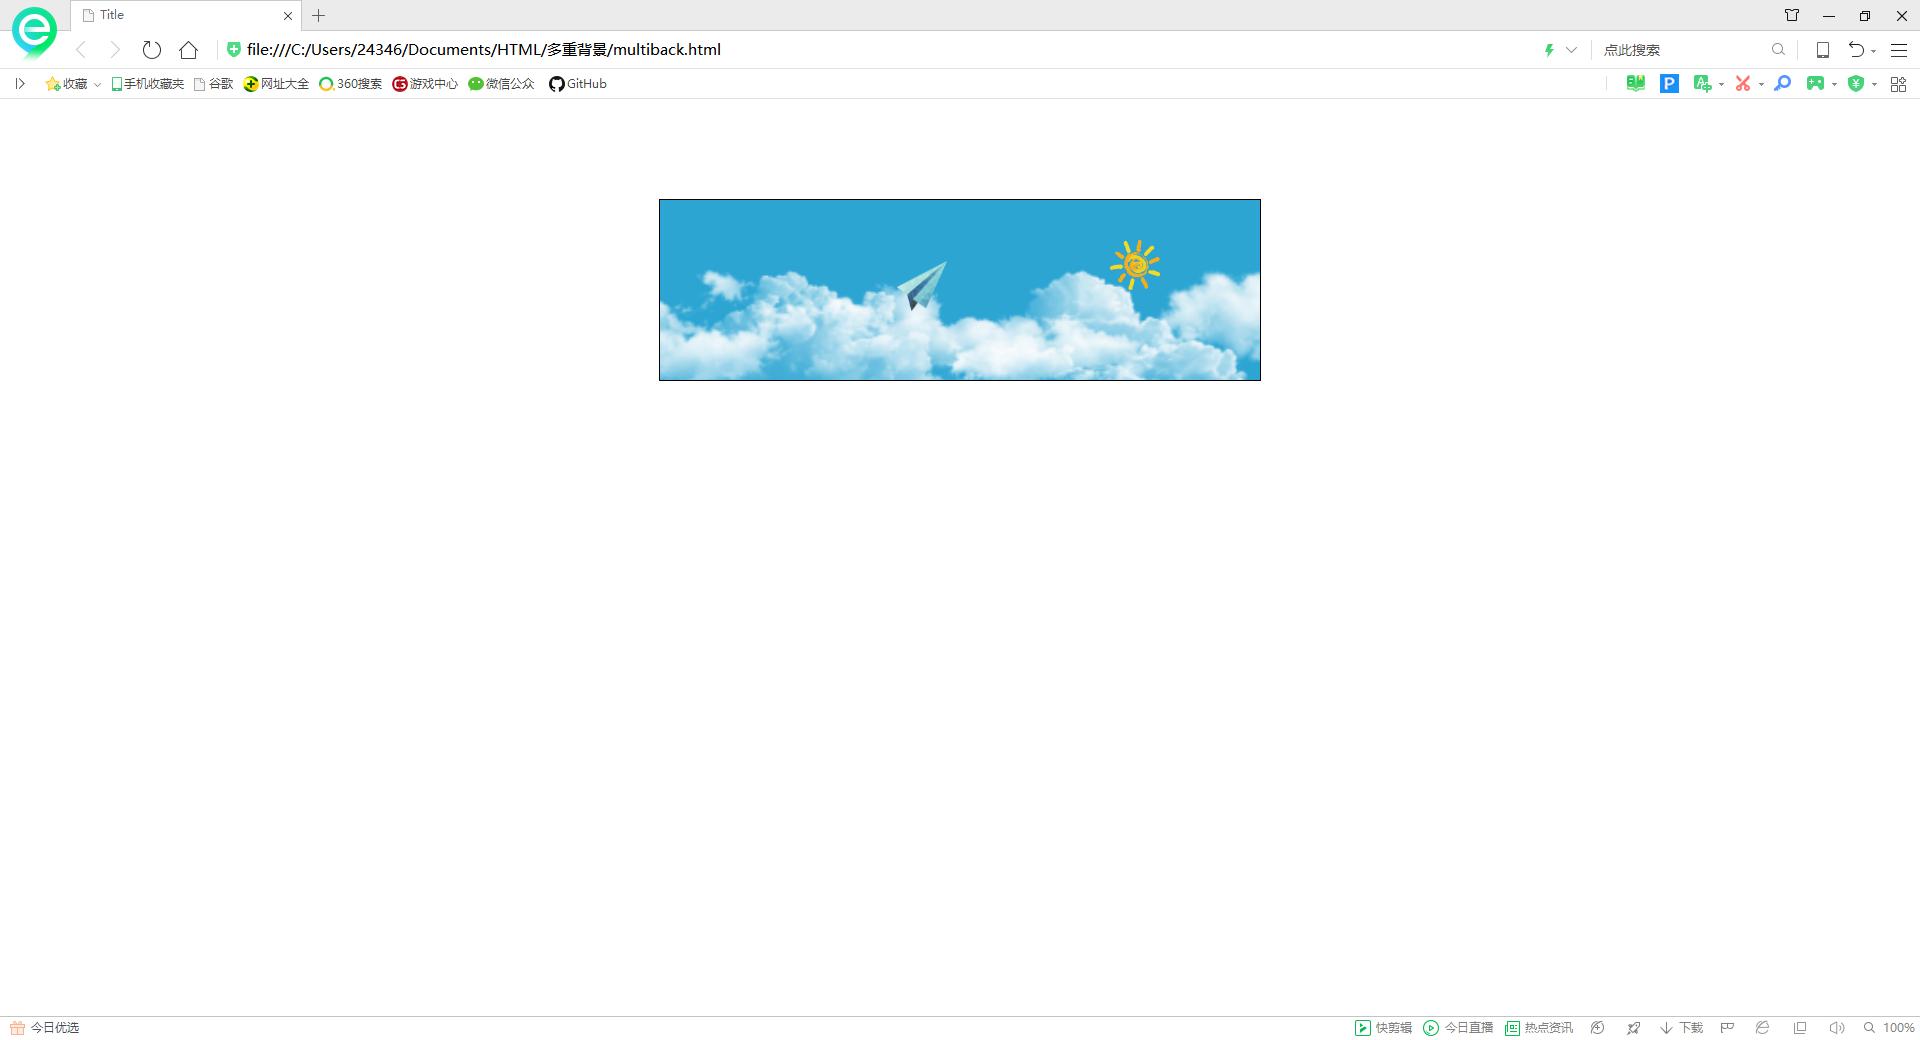 Title
file:///C:/Users/24346/Documents/HTML/多重背景/multiback.html
点此搜索
收藏 手机收藏夹 谷歌 网址大全 360搜索 游戏中心 微信公众 GitHub
今日优选 快剪辑 今日直播 热点资讯 下载 100%